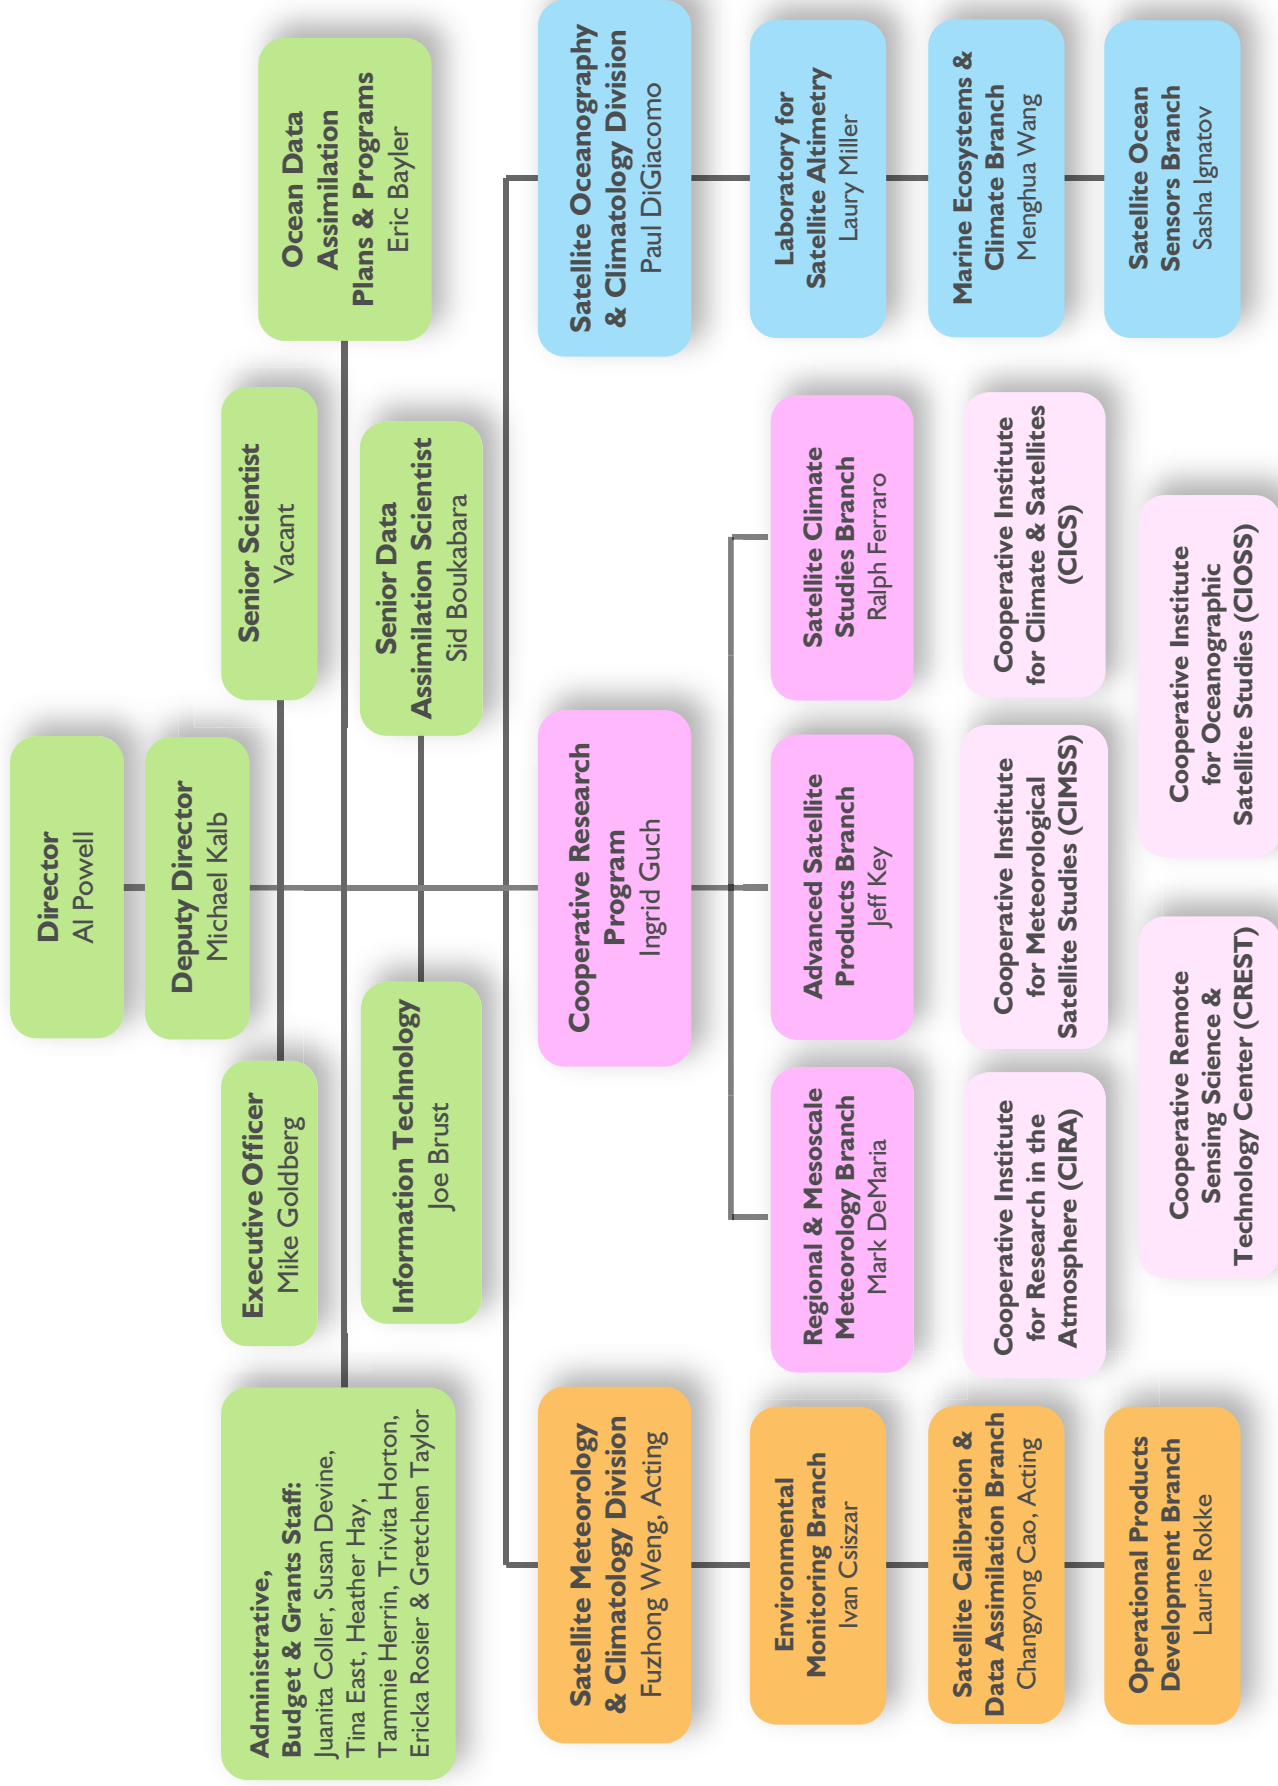 Director
Al Powell
Deputy Director
Michael Kalb
Executive Officer
Mike Goldberg
Senior Scientist
Vacant
Administrative,
Budget & Grants Staff:
Juanita Coller, Susan Devine,
Tina East, Heather Hay,
Tammie Herrin, Trivita Horton,
Ericka Rosier & Gretchen Taylor
Ocean Data
Assimilation
Plans & Programs
Eric Bayler
Information Technology
Joe Brust
Senior Data
Assimilation Scientist
Sid Boukabara
Satellite Meteorology
& Climatology Division
Fuzhong Weng, Acting
Cooperative Research
Program
Ingrid Guch
Satellite Oceanography
& Climatology Division
Paul DiGiacomo
Environmental
Monitoring Branch
Ivan Csiszar
Satellite Calibration &
Data Assimilation Branch
Changyong Cao, Acting
Operational Products
Development Branch
Laurie Rokke
Regional & Mesoscale
Meteorology Branch
Mark DeMaria
Advanced Satellite
Products Branch
Jeff Key
Satellite Climate
Studies Branch
Ralph Ferraro
Cooperative Institute
for Research in the
Atmosphere (CIRA)
Cooperative Institute
for Meteorological
Satellite Studies (CIMSS)
Cooperative Institute
for Climate & Satellites
(CICS)
Cooperative Remote
Sensing Science &
Technology Center (CREST)
Cooperative Institute
for Oceanographic
Satellite Studies (CIOSS)
Laboratory for
Satellite Altimetry
Laury Miller
Marine Ecosystems &
Climate Branch
Menghua Wang
Satellite Ocean
Sensors Branch
Sasha Ignatov